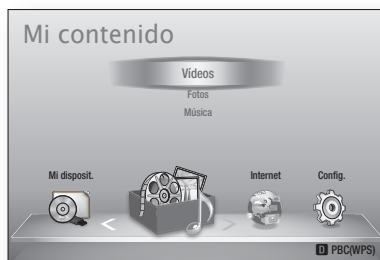 Mi contenido
Vídeos
Fotos
Música
Mi disposit.
Internet
Config.
D PBC(WPS)